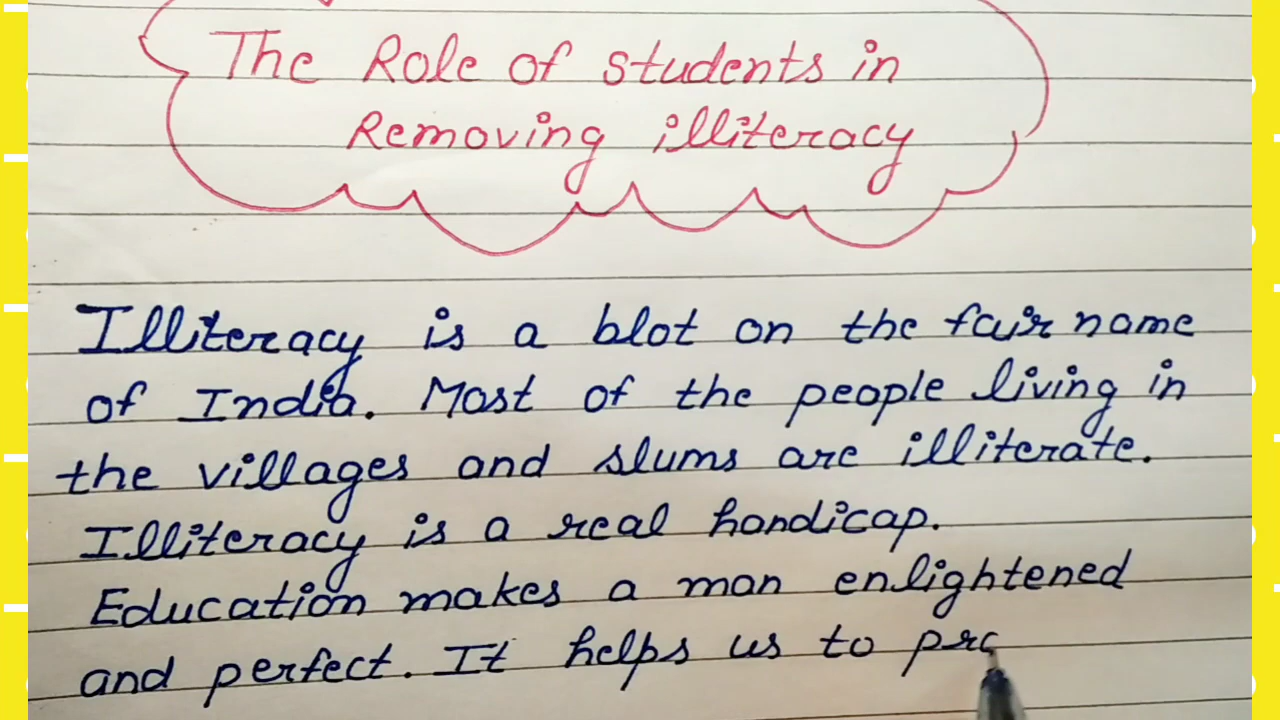 The Role of students in
Removing illiteracy
Illiteracy is a blot on the fair name
of India. Most of the people living in
the villages and slums are illiterate.
Illiteracy is a real handicap.
Education makes a man enlightened
and perfect. It helps us to